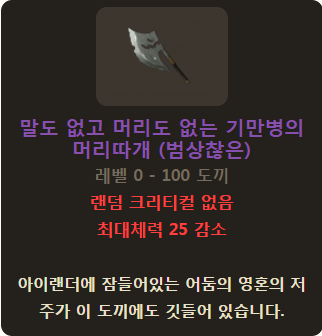 말도 없고 머리도 없는 기만병의
머리따개 (범상찮은)
레벨 0 - 100 도끼
랜덤 크리티컬 없음
최대체력 25 감소
아이랜더에 잠들어있는 어둠의 영혼의 저
주가 이 도끼에도 깃들어 있습니다.